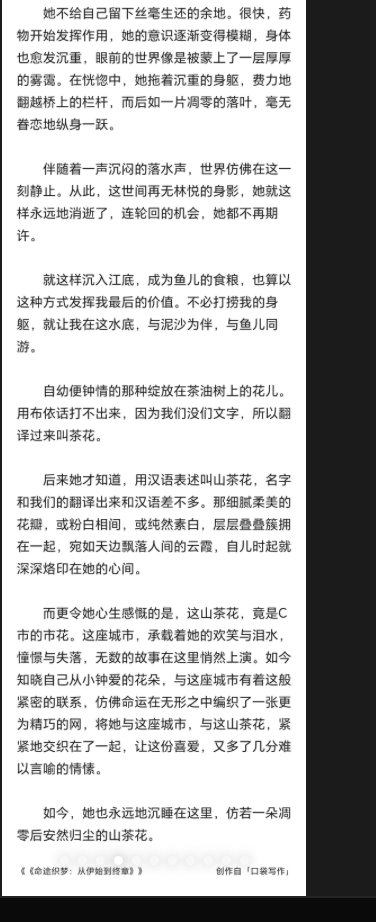 她不给自己留下丝毫生还的余地。很快，药
物开始发挥作用，她的意识逐渐变得模糊，身体
也愈发沉重，眼前的世界像是被蒙上了一层厚厚
的雾霭。在恍惚中，她拖着沉重的身躯，费力地
翻越桥上的栏杆，而后如一片凋零的落叶，毫无
眷恋地纵身一跃。
伴随着一声沉闷的落水声，世界仿佛在这一
刻静止。从此，这世间再无林悦的身影，她就这
样永远地消逝了，连轮回的机会，她都不再期
许。
就这样沉入江底，成为鱼儿的食粮，也算以
这种方式发挥我最后的价值。不必打捞我的身
躯，就让我在这水底，与泥沙为伴，与鱼儿同
游。
自幼便钟情的那种绽放在茶油树上的花儿。
用布依话打不出来，因为我们没们文字，所以翻
译过来叫茶花。
后来她才知道，用汉语表述叫山茶花，名字
和我们的翻译出来和汉语差不多。那细腻柔美的
花瓣，或粉白相间，或纯然素白，层层叠叠簇拥
在一起，宛如天边飘落人间的云霞，自儿时起就
深深烙印在她的心间。
而更令她心生感慨的是，这山茶花，竟是C
市的市花。这座城市，承载着她的欢笑与泪水，
憧憬与失落，无数的故事在这里悄然上演。如今
知晓自己从小钟爱的花朵，与这座城市有着这般
紧密的联系，仿佛命运在无形之中编织了一张更
为精巧的网，将她与这座城市，与这山茶花，紧
紧地交织在了一起，让这份喜爱，又多了几分难
以言喻的情愫。
如今，她也永远地沉睡在这里，仿若一朵凋
零后安然归尘的山茶花。
《《命途织梦：从伊始到终章》》 创作自「口袋写作」